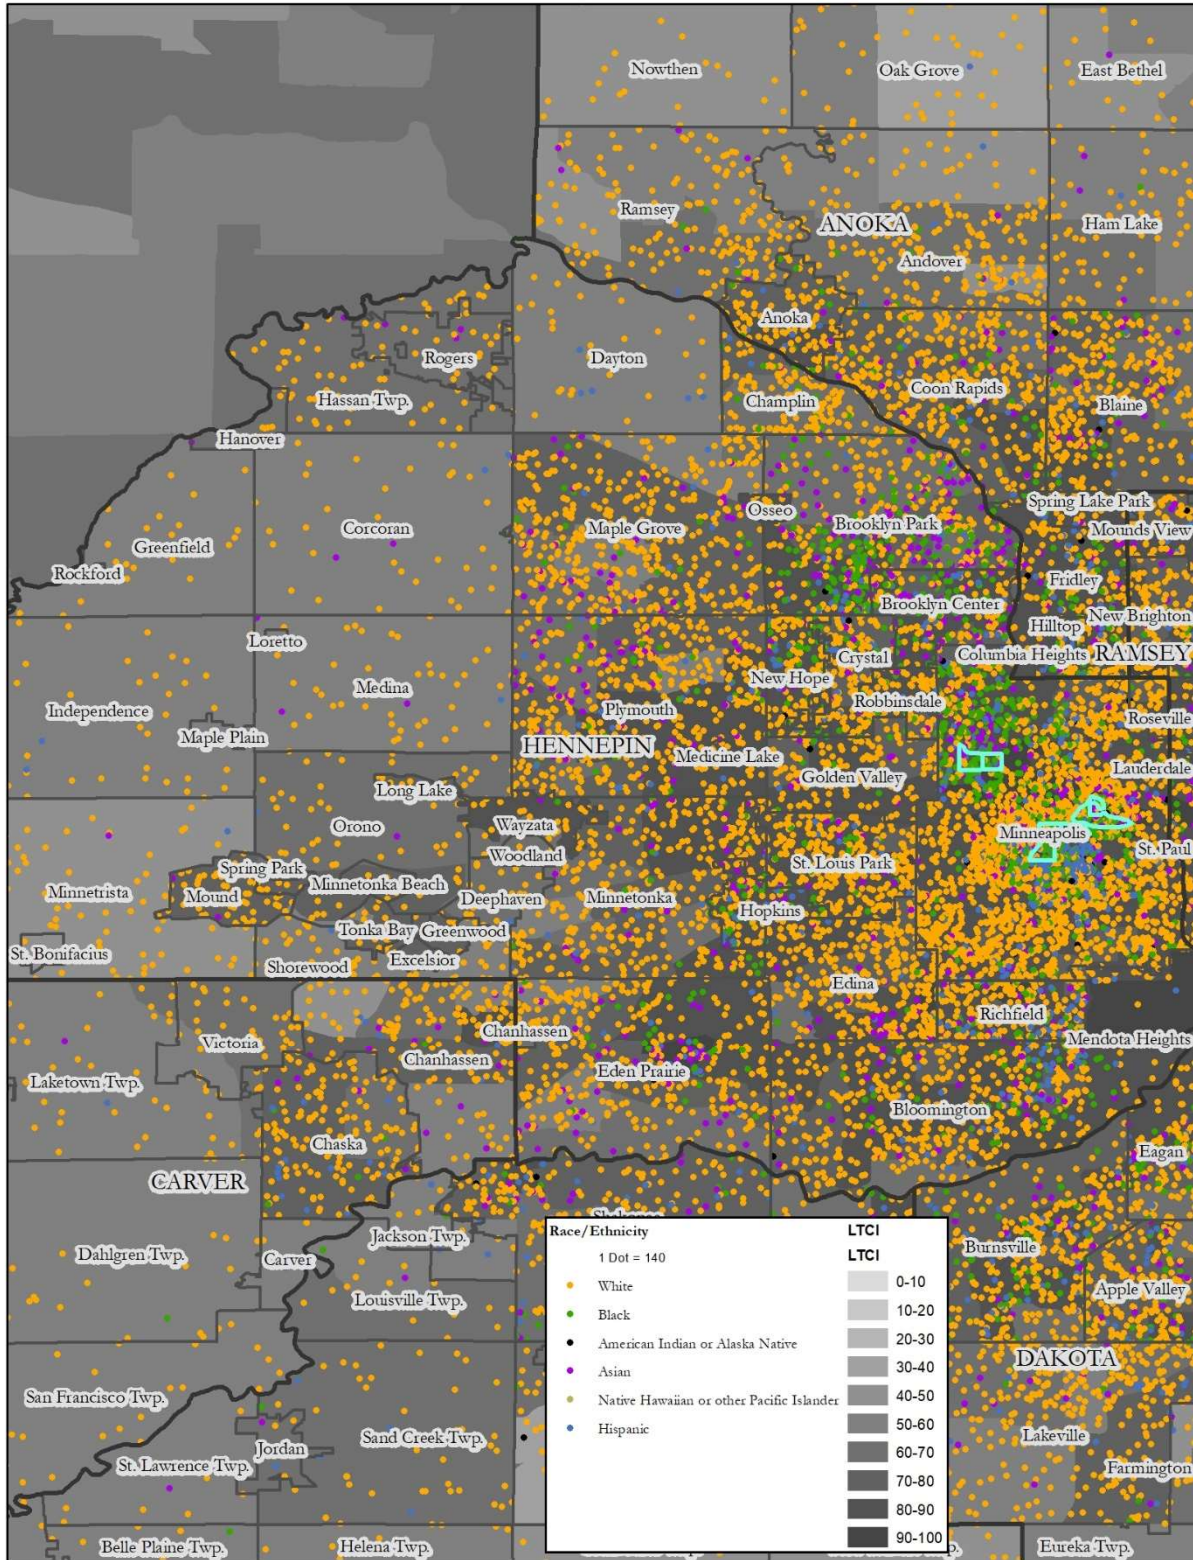 Nowthen
Oak Grove
East Bethel
Ramsey
ANOKA
Ham Lake
Andover
Anoka
Rogers
Dayton
Coon Rapids
Hassan Twp.
Champlin
Blaine
Hanover
Spring Lake Park
Osseo
Corcoran
Maple Grove
Brooklyn Park
Mounds View
Greenfield
Rockford
Fridley
Brooklyn Center
New Brighton
Hilltop
Loretto
Columbia Heights
RAMSEY
Crystal
New Hope
Medina
Robbinsdale
Independence
Plymouth
Roseville
Maple Plain
HENNEPIN
Medicine Lake
Lauderdale
Golden Valley
Long Lake
Orono
Wayzata
Minneapolis
St. Paul
Woodland
Spring Park
St. Louis Park
Minnetonka Beach
Minnetrista
Mound
Deephaven
Minnetonka
Hopkins
Tonka Bay
Greenwood
St. Bonifacius
Excelsior
Shorewood
Edina
Richfield
Chanhassen
Mendota Heights
Victoria
Chanhassen
Eden Prairie
Laketown Twp.
Bloomington
Chaska
Eagan
CARVER
Jackson Twp.
Burnsville
Dahlgren Twp.
Carver
Apple Valley
Louisville Twp.
DAKOTA
San Francisco Twp.
Sand Creek Twp.
Lakeville
Jordan
St. Lawrence Twp.
Farmington
Belle Plaine Twp.
Helena Twp.
Eureka Twp.
Race/Ethnicity
1 Dot = 140
White
Black
American Indian or Alaska Native
Asian
Native Hawaiian or other Pacific Islander
Hispanic
LTCI
LTCI
0-10
10-20
20-30
30-40
40-50
50-60
60-70
70-80
80-90
90-100